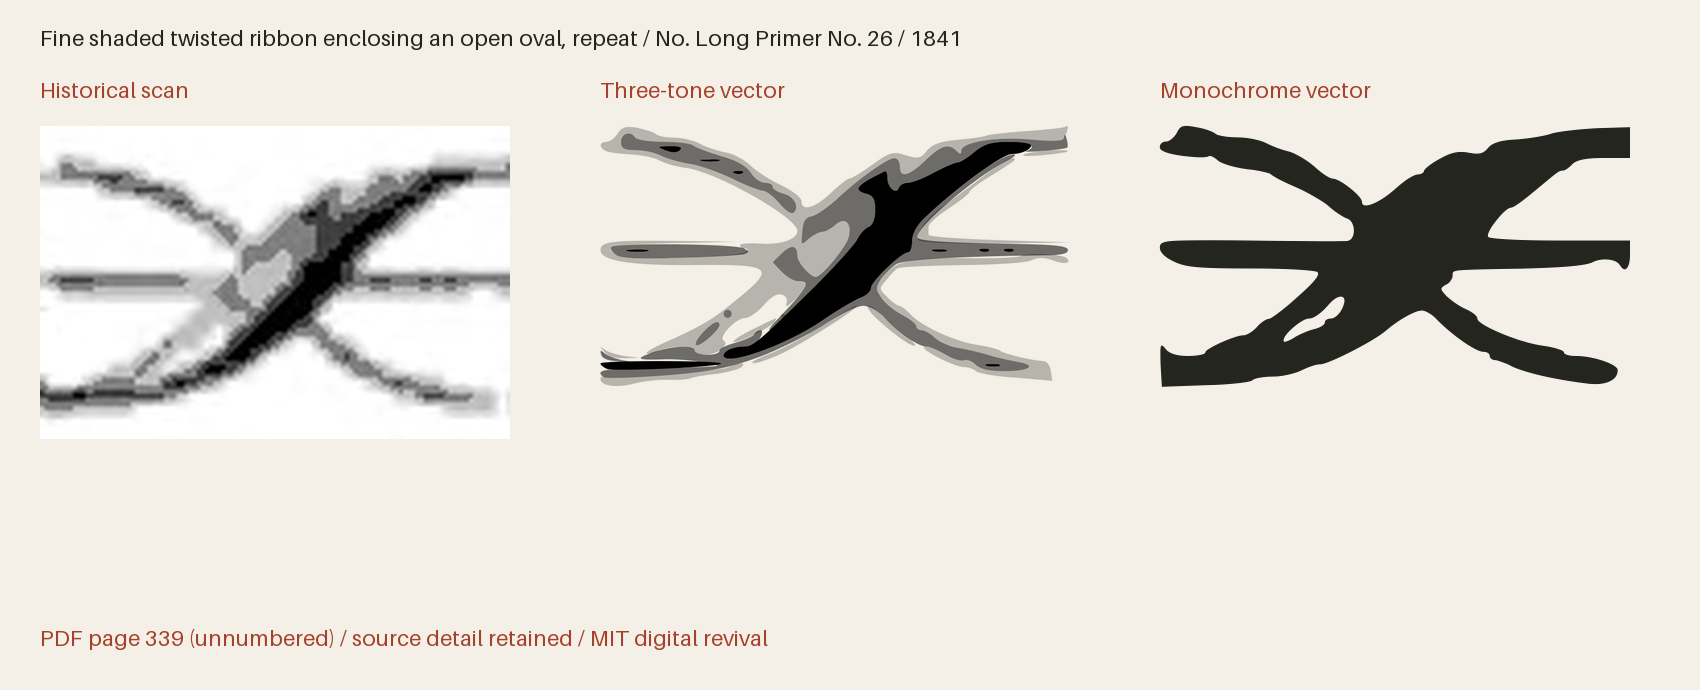 Fine shaded twisted ribbon enclosing an open oval, repeat / No. Long Primer No. 26 / 1841
Historical scan
Three-tone vector
Monochrome vector
PDF page 339 (unnumbered) / source detail retained / MIT digital revival